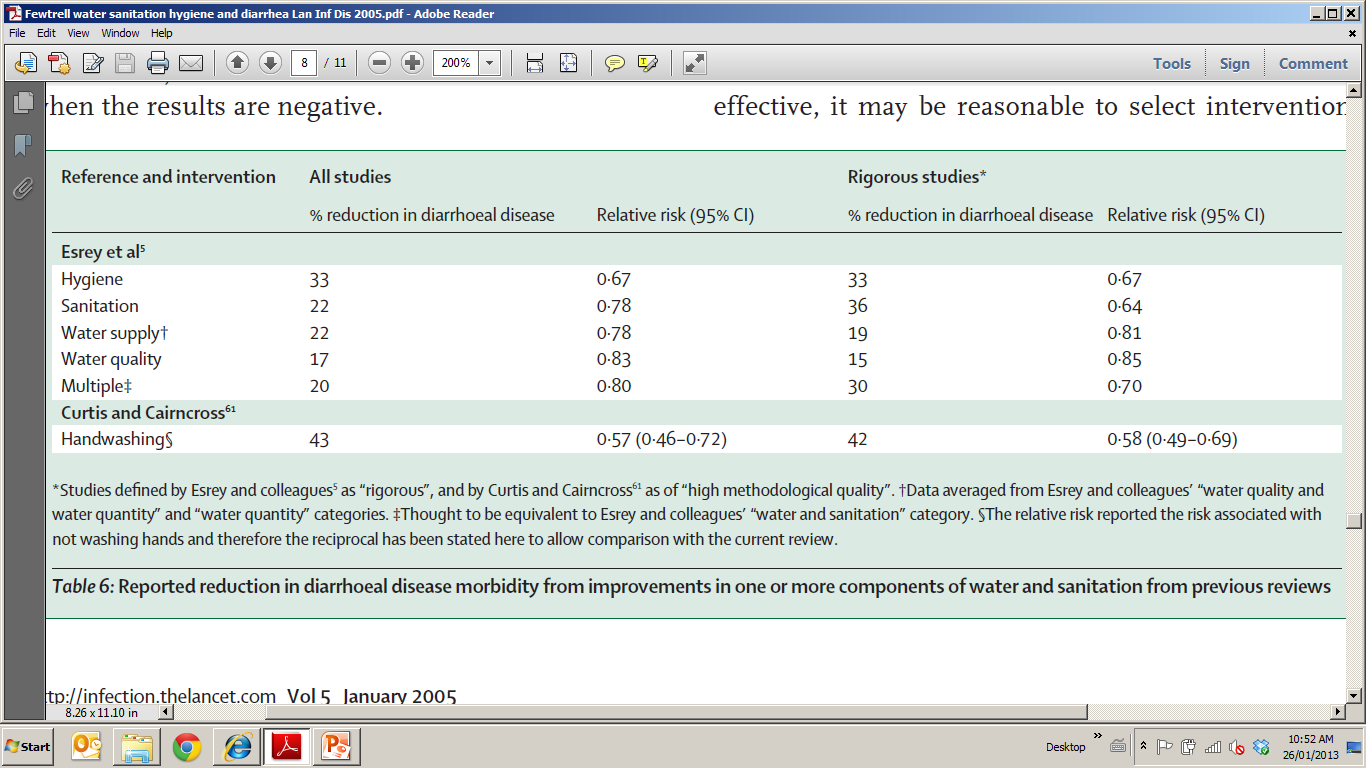 Fewtrell water sanitation hygiene and diarrhea Lan Inf Dis 2005.pdf - Adobe Reader
File Edit View Window Help
8 / 11 200% Tools Sign Comment
hen the results are negative. effective, it may be reasonable to select intervention
Reference and intervention All studies Rigorous studies*
% reduction in diarrhoeal disease Relative risk (95% CI) % reduction in diarrhoeal disease Relative risk (95% CI)
Esrey et al⁵
Hygiene 33 0·67 33 0·67
Sanitation 22 0·78 36 0·64
Water supply† 22 0·78 19 0·81
Water quality 17 0·83 15 0·85
Multiple‡ 20 0·80 30 0·70
Curtis and Cairncross⁶¹
Handwashing§ 43 0·57 (0·46–0·72) 42 0·58 (0·49–0·69)
*Studies defined by Esrey and colleagues⁵ as “rigorous”, and by Curtis and Cairncross⁶¹ as of “high methodological quality”. †Data averaged from Esrey and colleagues’ “water quality and
water quantity” and “water quantity” categories. ‡Thought to be equivalent to Esrey and colleagues’ “water and sanitation” category. §The relative risk reported the risk associated with
not washing hands and therefore the reciprocal has been stated here to allow comparison with the current review.
Table 6: Reported reduction in diarrhoeal disease morbidity from improvements in one or more components of water and sanitation from previous reviews
tp://infection.thelancet.com Vol 5 January 2005
8.26 x 11.10 in
Start Desktop » 10:52 AM
26/01/2013